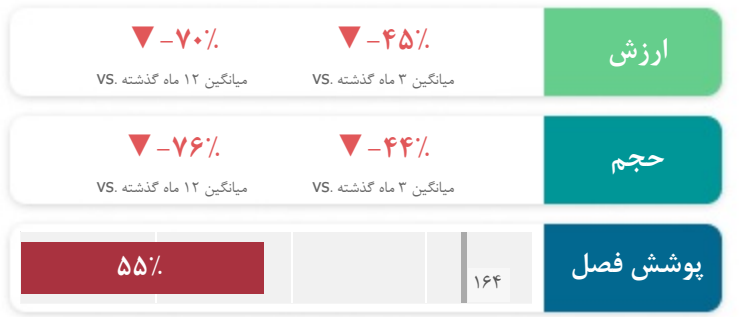 ارزش
▼ -۴۵٪
VS. میانگین ۳ ماه گذشته
▼ -۷۰٪
VS. میانگین ۱۲ ماه گذشته
حجم
▼ -۴۴٪
VS. میانگین ۳ ماه گذشته
▼ -۷۶٪
VS. میانگین ۱۲ ماه گذشته
پوشش فصل
۱۶۴
۵۵٪